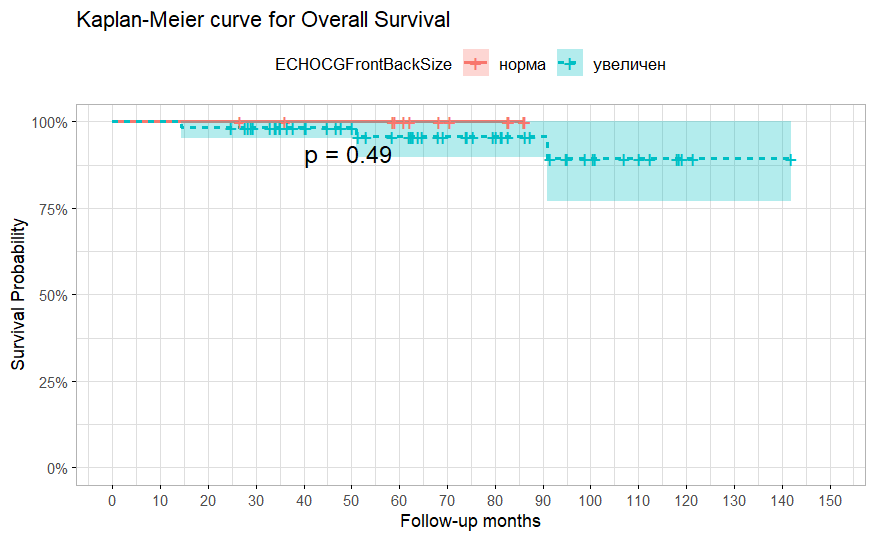 Kaplan-Meier curve for Overall Survival
ECHOCGFrontBackSize норма увеличен
100%
p = 0.49
75%
50%
25%
0%
Survival Probability
0 10 20 30 40 50 60 70 80 90 100 110 120 130 140 150
Follow-up months